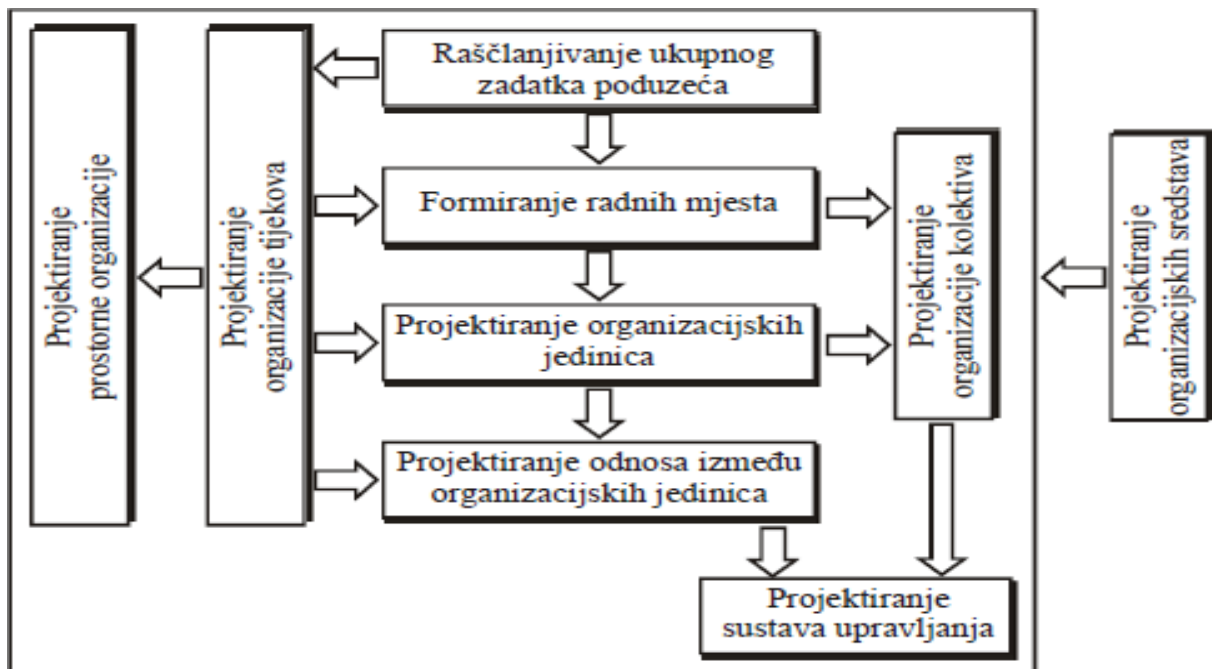 Projektiranje
prostorne organizacije
Projektiranje
organizacije tijekova
Raščlanjivanje ukupnog
zadatka poduzeća
Formiranje radnih mjesta
Projektiranje organizacijskih
jedinica
Projektiranje odnosa između
organizacijskih jedinica
Projektiranje
organizacije kolektiva
Projektiranje
organizacijskih sredstava
Projektiranje
sustava upravljanja